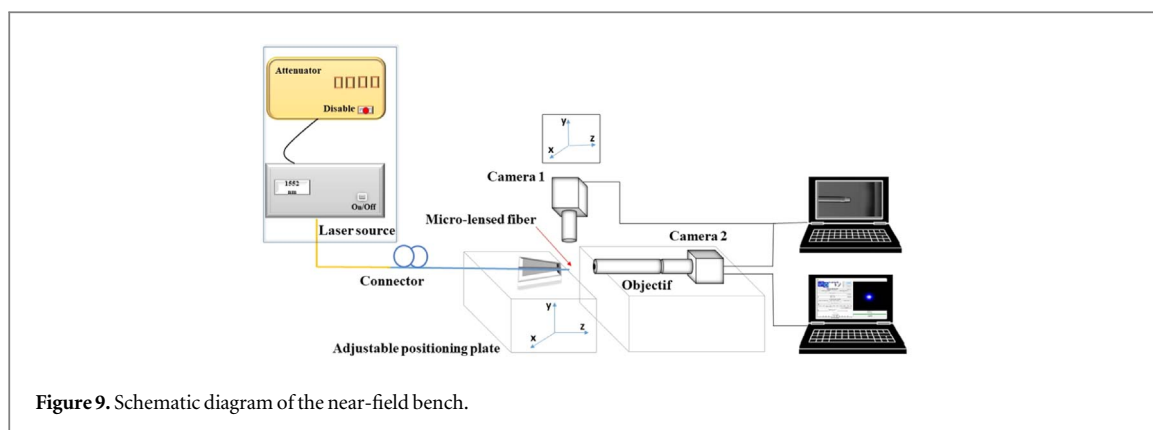 Attenuator
0000
Disable
1552
nm
On/Off
Laser source
Connector
Micro-lensed fiber
y
x
z
Camera 1
Camera 2
Objectif
y
x
z
Adjustable positioning plate
Figure 9. Schematic diagram of the near-field bench.